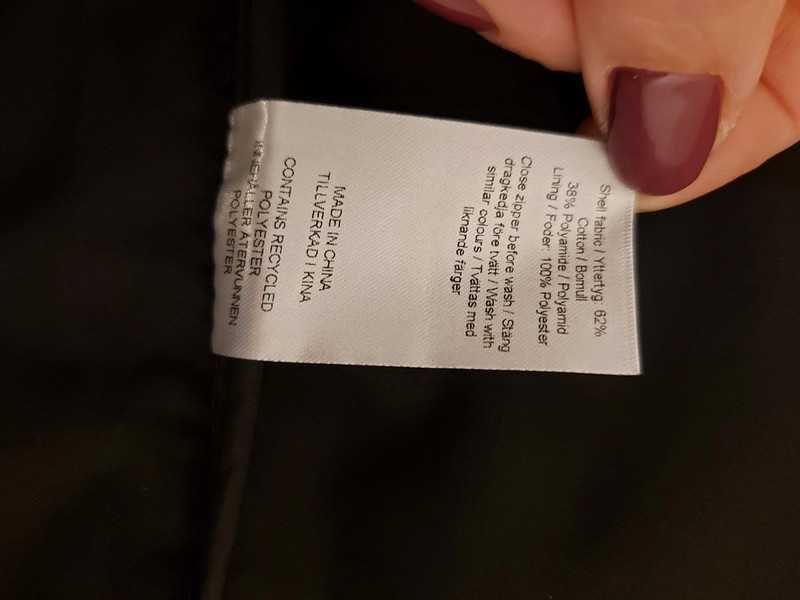 Shell fabric / Yttertyg: 62%
Cotton / Bomull
38% Polyamide / Polyamid
Lining / Foder: 100% Polyester
Close zipper before wash / Stäng
dragkedja före tvätt / Wash with
similar colours / Tvättas med
liknande färger
MADE IN CHINA
TILLVERKAD I KINA
CONTAINS RECYCLED
POLYESTER
INNEHÅLLER ÅTERVUNNEN
POLYESTER